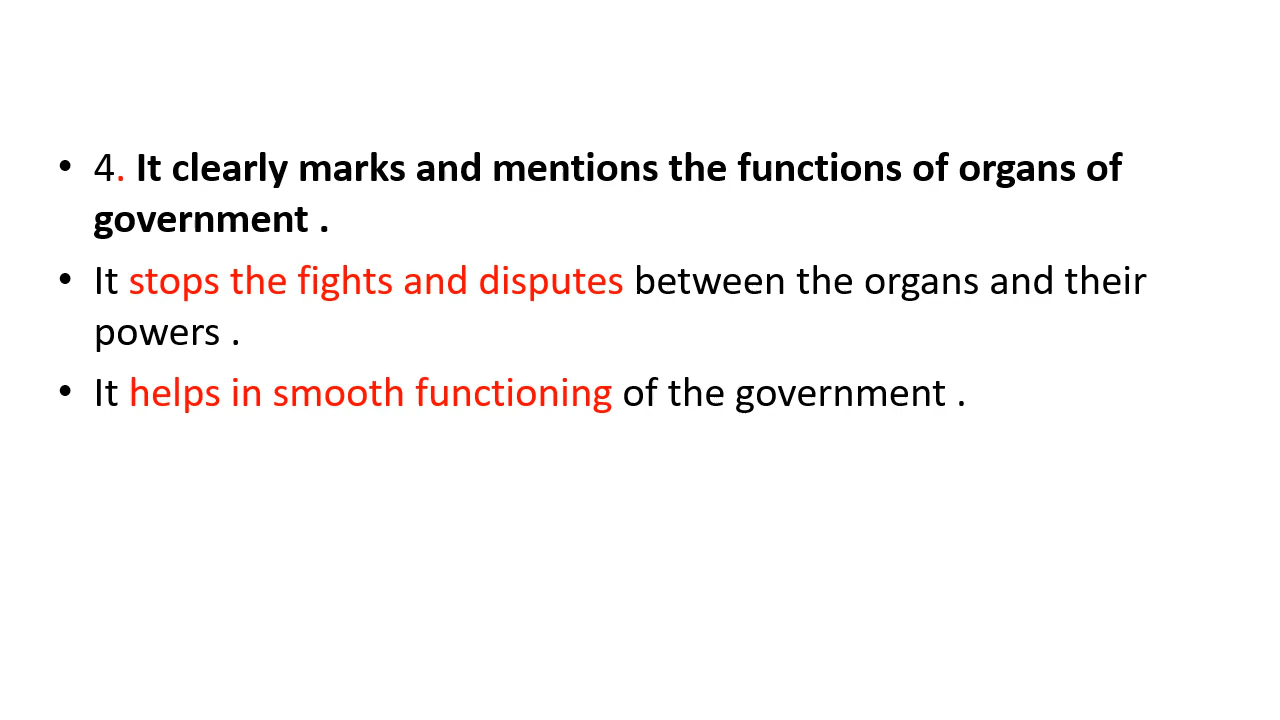 • 4. It clearly marks and mentions the functions of organs of
government .
• It stops the fights and disputes between the organs and their
powers .
• It helps in smooth functioning of the government .